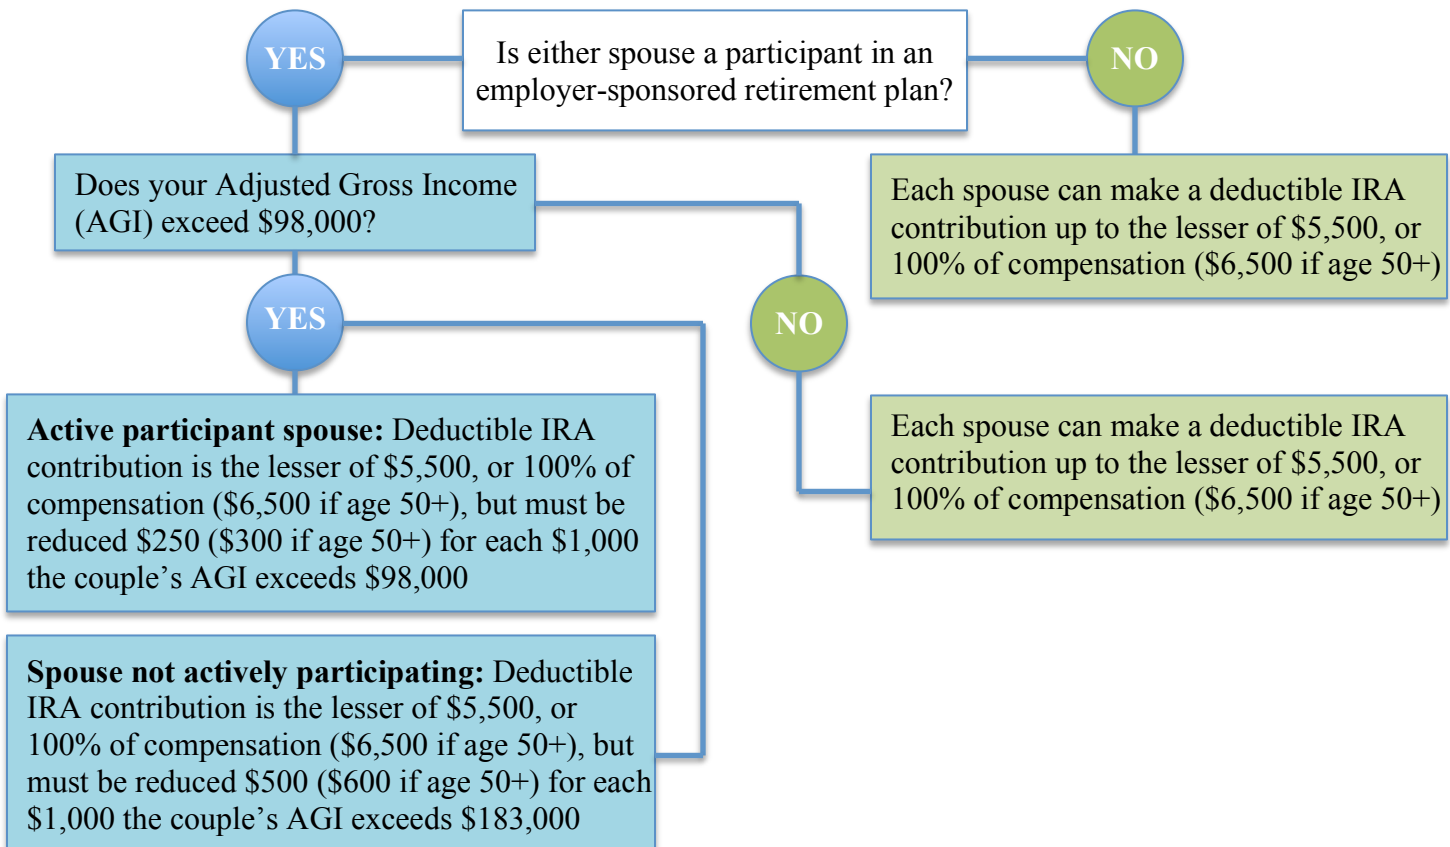 YES
Is either spouse a participant in an
employer-sponsored retirement plan?
NO
Does your Adjusted Gross Income
(AGI) exceed $98,000?
Each spouse can make a deductible IRA
contribution up to the lesser of $5,500, or
100% of compensation ($6,500 if age 50+)
YES
NO
Active participant spouse: Deductible IRA
contribution is the lesser of $5,500, or 100% of
compensation ($6,500 if age 50+), but must be
reduced $250 ($300 if age 50+) for each $1,000
the couple’s AGI exceeds $98,000
Each spouse can make a deductible IRA
contribution up to the lesser of $5,500, or
100% of compensation ($6,500 if age 50+)
Spouse not actively participating: Deductible
IRA contribution is the lesser of $5,500, or
100% of compensation ($6,500 if age 50+), but
must be reduced $500 ($600 if age 50+) for each
$1,000 the couple’s AGI exceeds $183,000